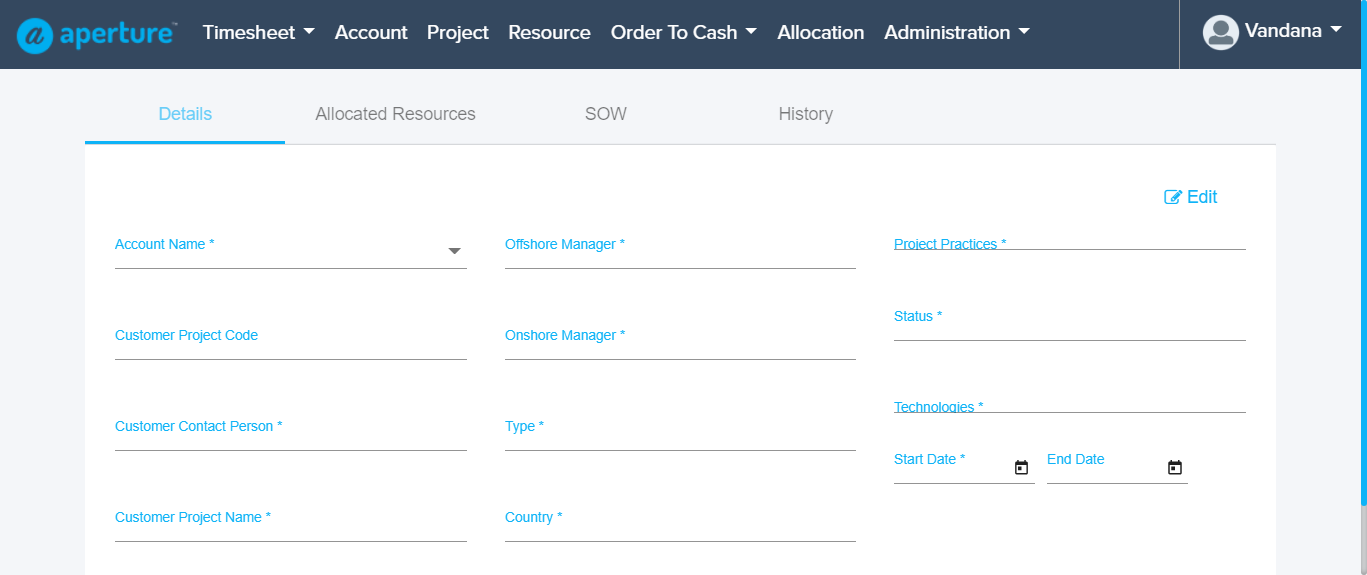 aperture™ Timesheet Account Project Resource Order To Cash Allocation Administration Vandana
Details Allocated Resources SOW History
Edit
Account Name * Offshore Manager * Project Practices *
Status *
Customer Project Code Onshore Manager *
Technologies *
Customer Contact Person * Type *
Start Date * End Date
Customer Project Name * Country *